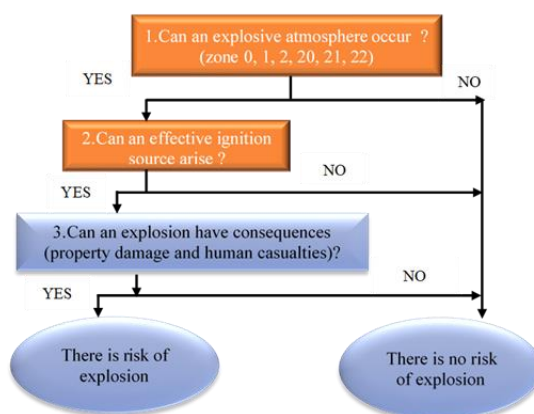 1.Can an explosive atmosphere occur ?
(zone 0, 1, 2, 20, 21, 22)
YES
NO
2.Can an effective ignition
source arise ?
NO
YES
3.Can an explosion have consequences
(property damage and human casualties)?
NO
YES
There is risk of
explosion
There is no risk
of explosion